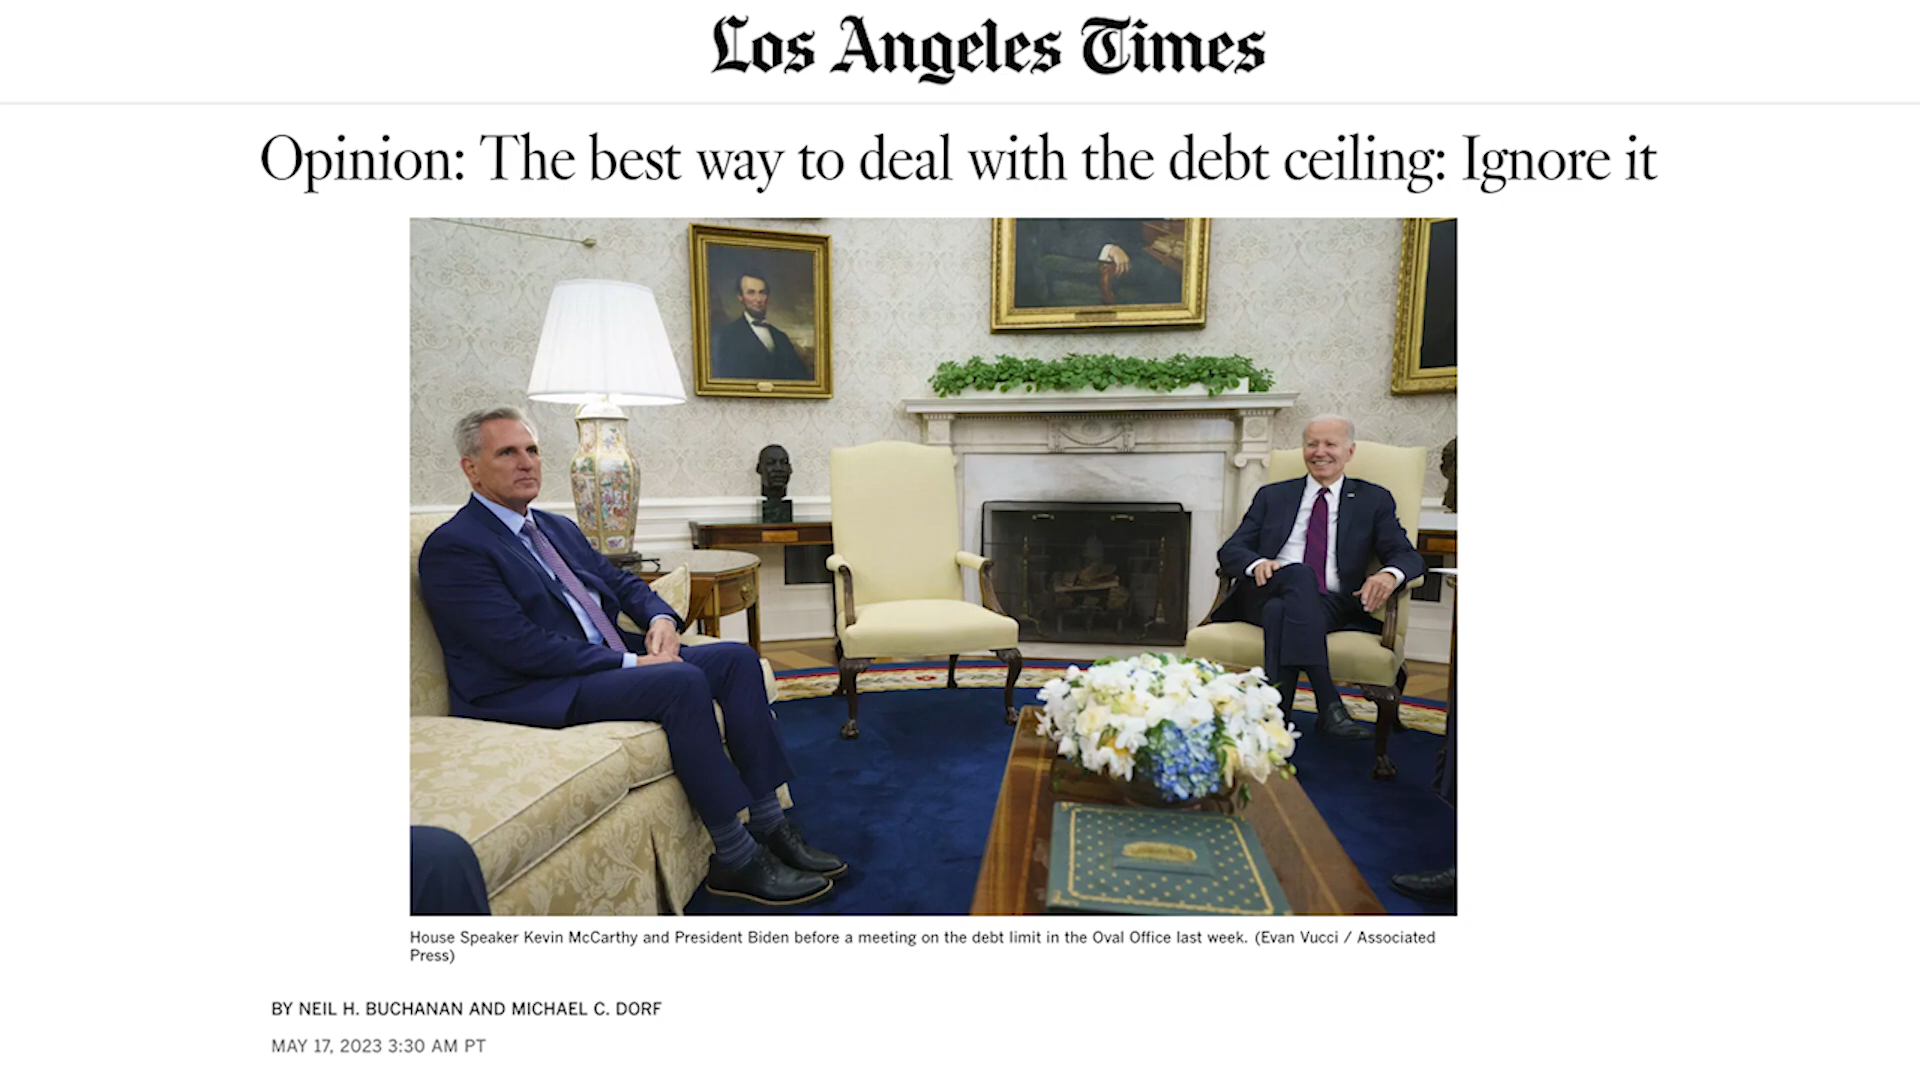 Los Angeles Times
Opinion: The best way to deal with the debt ceiling: Ignore it
House Speaker Kevin McCarthy and President Biden before a meeting on the debt limit in the Oval Office last week. (Evan Vucci / Associated
Press)
BY NEIL H. BUCHANAN AND MICHAEL C. DORF
MAY 17, 2023 3:30 AM PT